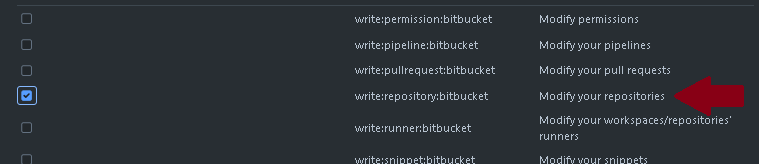 write:permission:bitbucket Modify permissions
write:pipeline:bitbucket Modify your pipelines
write:pullrequest:bitbucket Modify your pull requests
write:repository:bitbucket Modify your repositories
write:runner:bitbucket Modify your workspaces/repositories'
runners
write:snippet:bitbucket Modify your snippets